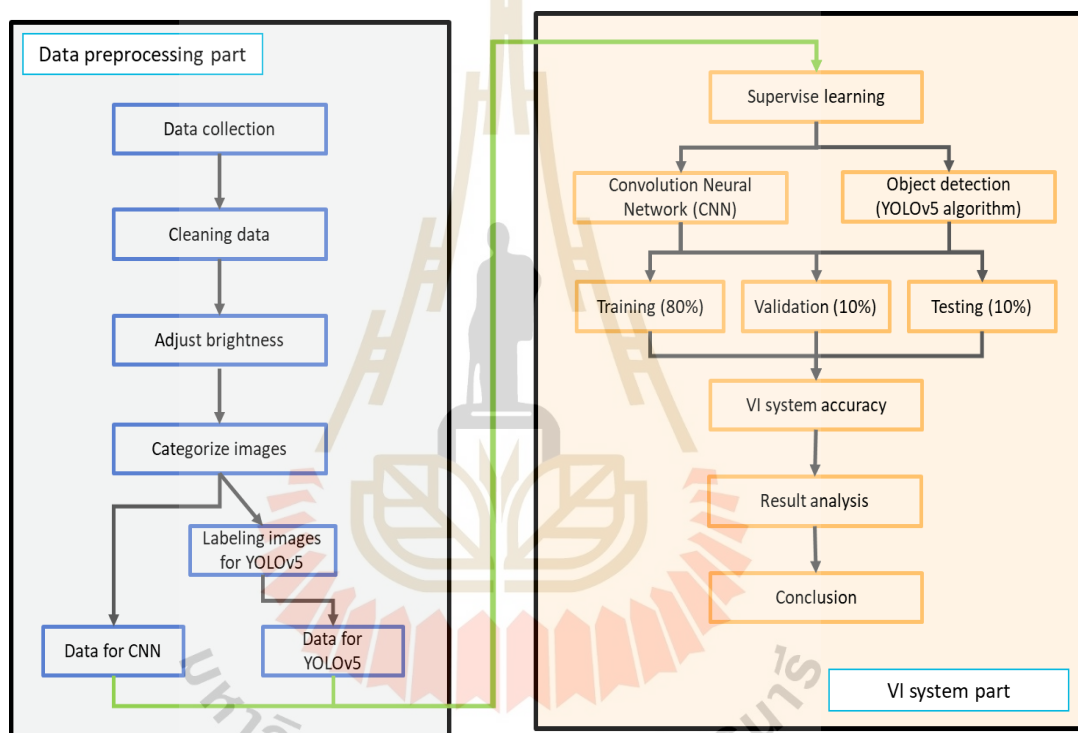 Data preprocessing part
Data collection
Cleaning data
Adjust brightness
Categorize images
Labeling images
for YOLOv5
Data for CNN
Data for
YOLOv5
Supervise learning
Convolution Neural
Network (CNN)
Object detection
(YOLOv5 algorithm)
Training (80%)
Validation (10%)
Testing (10%)
VI system accuracy
Result analysis
Conclusion
VI system part